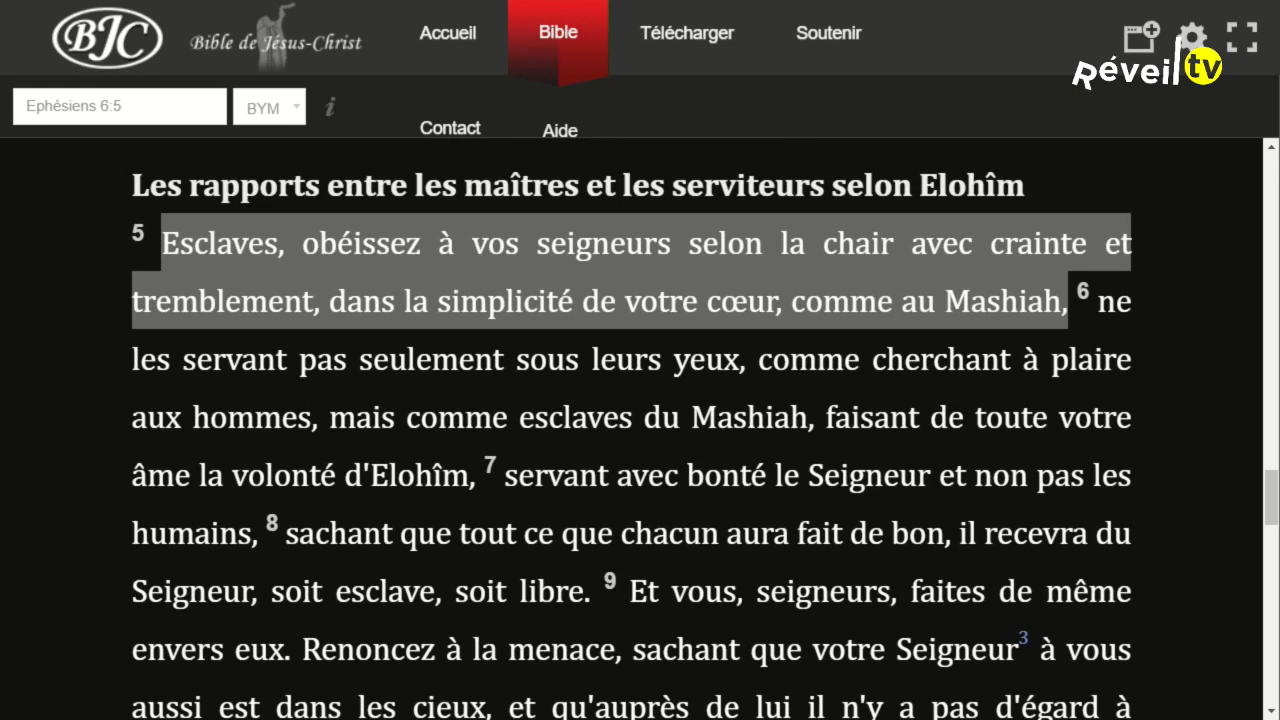 BJC
Bible de Jésus-Christ
Accueil
Bible
Télécharger
Soutenir
Réveil tv
Ephésiens 6:5
BYM
i
Contact
Aide
Les rapports entre les maîtres et les serviteurs selon Elohîm
5 Esclaves, obéissez à vos seigneurs selon la chair avec crainte et
tremblement, dans la simplicité de votre cœur, comme au Mashiah, 6 ne
les servant pas seulement sous leurs yeux, comme cherchant à plaire
aux hommes, mais comme esclaves du Mashiah, faisant de toute votre
âme la volonté d'Elohîm, 7 servant avec bonté le Seigneur et non pas les
humains, 8 sachant que tout ce que chacun aura fait de bon, il recevra du
Seigneur, soit esclave, soit libre. 9 Et vous, seigneurs, faites de même
envers eux. Renoncez à la menace, sachant que votre Seigneur3 à vous
aussi est dans les cieux, et qu'auprès de lui il n'y a pas d'égard à